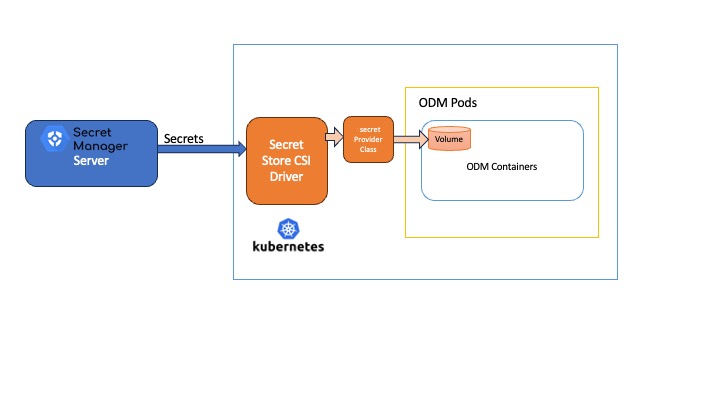 Secret
Manager
Server
Secrets
Secret
Store CSI
Driver
secret
Provider
Class
ODM Pods
Volume
ODM Containers
kubernetes